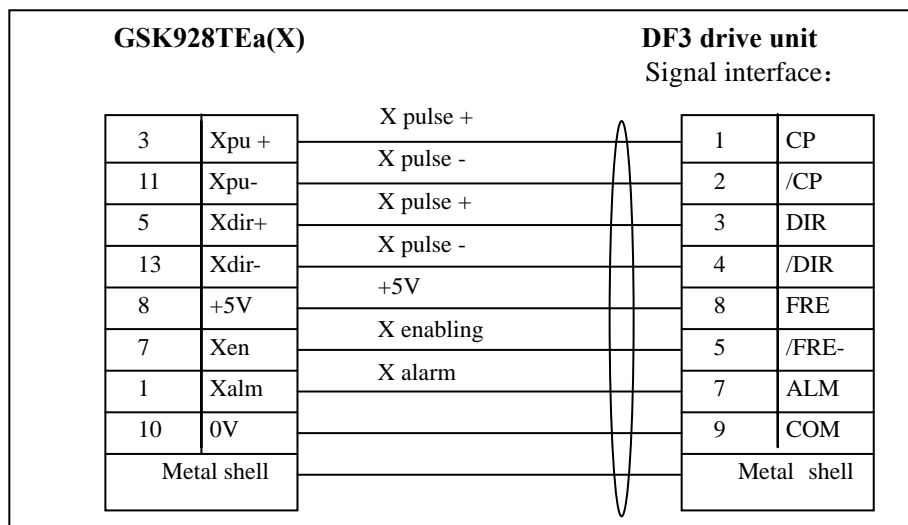 GSK928TEa(X) DF3 drive unit
Signal interface：
X pulse +
3 Xpu + 1 CP
X pulse -
11 Xpu- 2 /CP
X pulse +
5 Xdir+ 3 DIR
X pulse -
13 Xdir- 4 /DIR
+5V
8 +5V 8 FRE
X enabling
7 Xen 5 /FRE-
X alarm
1 Xalm 7 ALM
10 0V 9 COM
Metal shell Metal shell